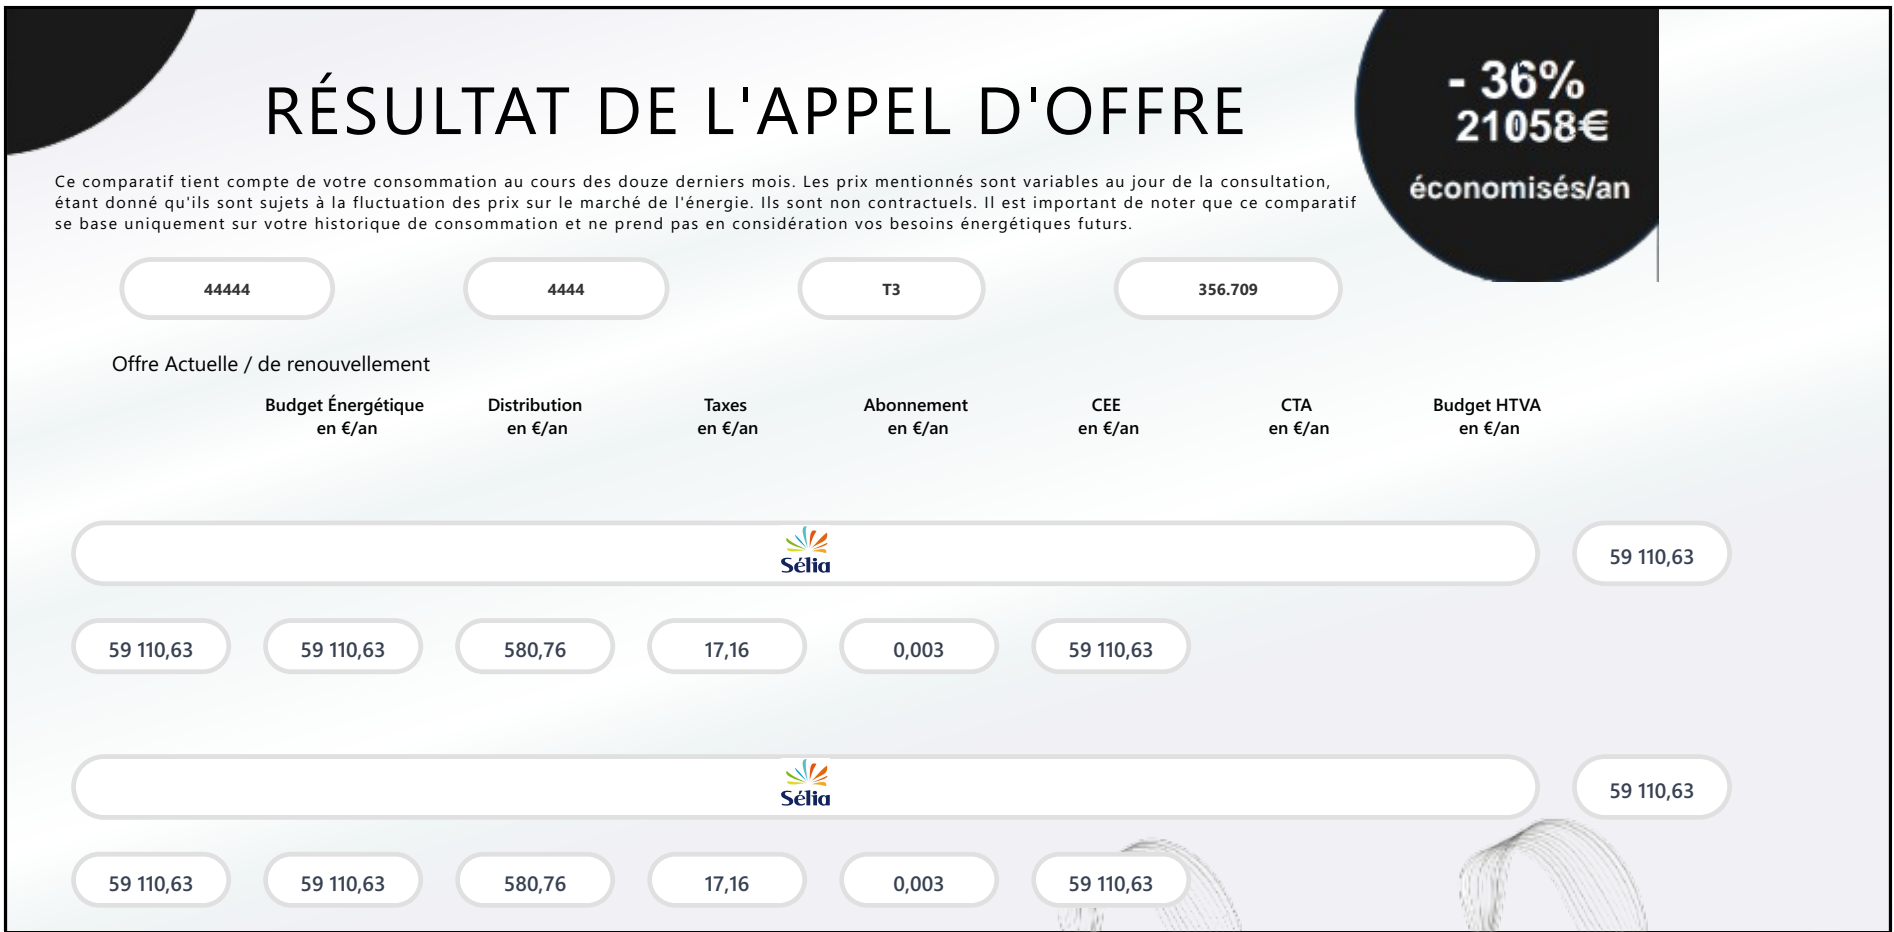 RÉSULTAT DE L'APPEL D'OFFRE
- 36%
21058€
économisés/an
Ce comparatif tient compte de votre consommation au cours des douze derniers mois. Les prix mentionnés sont variables au jour de la consultation,
étant donné qu'ils sont sujets à la fluctuation des prix sur le marché de l'énergie. Ils sont non contractuels. Il est important de noter que ce comparatif
se base uniquement sur votre historique de consommation et ne prend pas en considération vos besoins énergétiques futurs.
44444 4444 T3 356.709
Offre Actuelle / de renouvellement
Budget Énergétique Distribution Taxes Abonnement CEE CTA Budget HTVA
en €/an en €/an en €/an en €/an en €/an en €/an en €/an
Sélia 59 110,63
59 110,63 59 110,63 580,76 17,16 0,003 59 110,63
Sélia 59 110,63
59 110,63 59 110,63 580,76 17,16 0,003 59 110,63